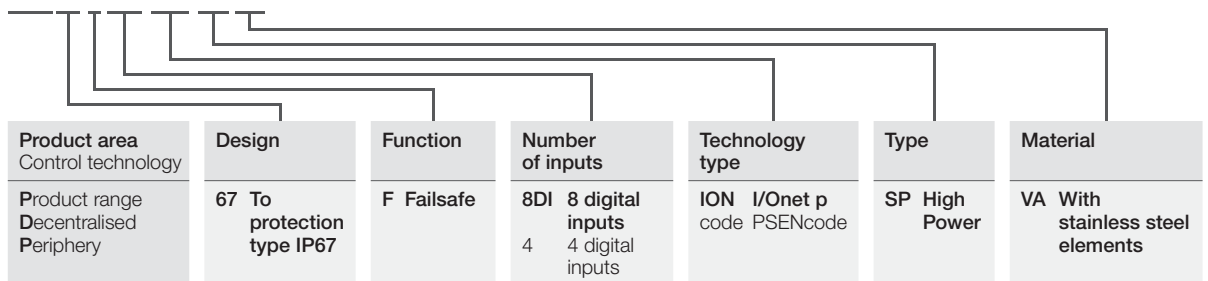 Product area
Control technology
Product range
Decentralised
Periphery
Design
67 To
protection
type IP67
Function
F Failsafe
Number
of inputs
8DI 8 digital
inputs
4 4 digital
inputs
Technology
type
ION I/Onet p
code PSENcode
Type
SP High
Power
Material
VA With
stainless steel
elements